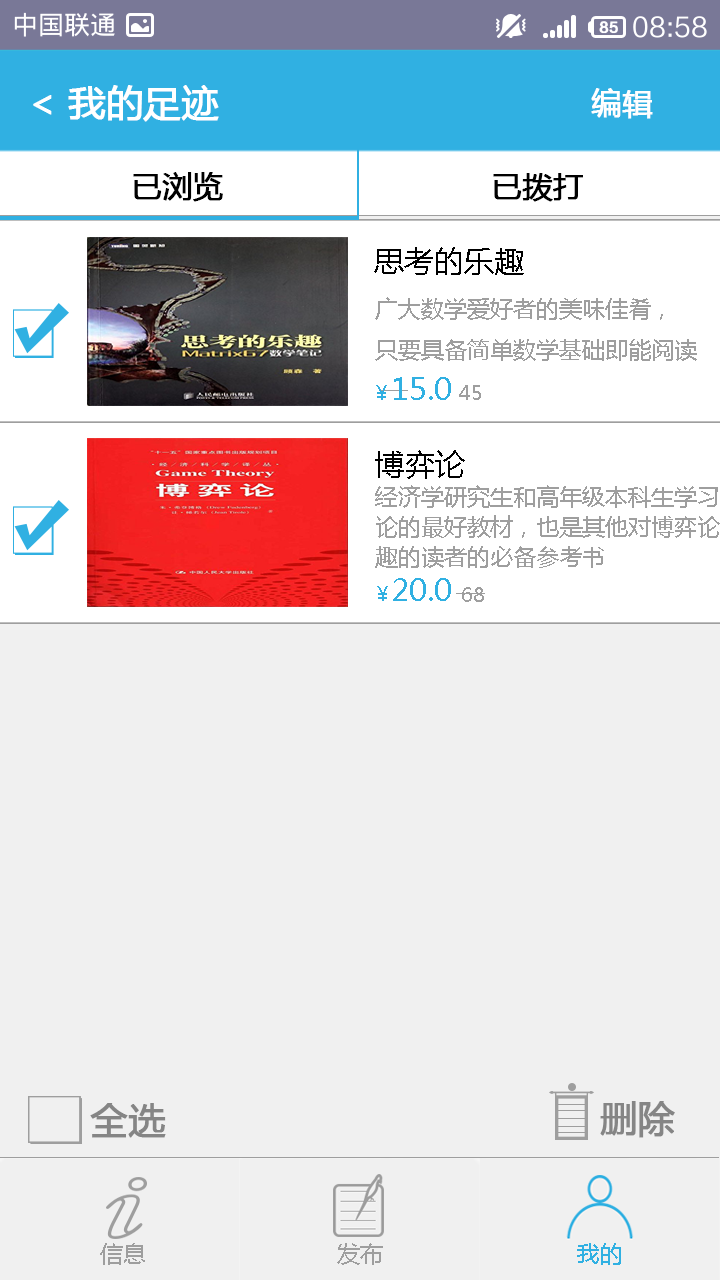 中国联通 85 08:58
< 我的足迹 编辑
已浏览 已拨打
思考的乐趣
Matrix67数学笔记
顾森 著
人民邮电出版社
思考的乐趣
广大数学爱好者的美味佳肴，
只要具备简单数学基础即能阅读
¥15.0 45
"十一五"国家重点图书出版规划项目
·经济科学译丛·
Game Theory
博弈论
中国人民大学出版社
博弈论
经济学研究生和高年级本科生学习
论的最好教材，也是其他对博弈论
趣的读者的必备参考书
¥20.0 68
全选 删除
信息 发布 我的